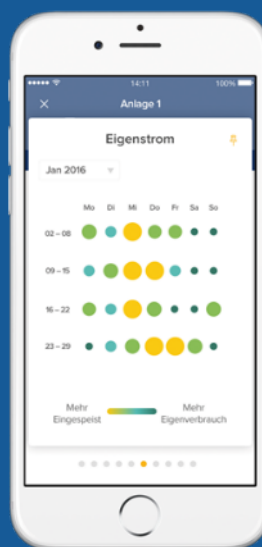 14:11 100%
Anlage 1
Eigenstrom
Jan 2016
Mo Di Mi Do Fr Sa So
02 – 08
09 – 15
16 – 22
23 – 29
Mehr Mehr
Eingespeist Eigenverbrauch